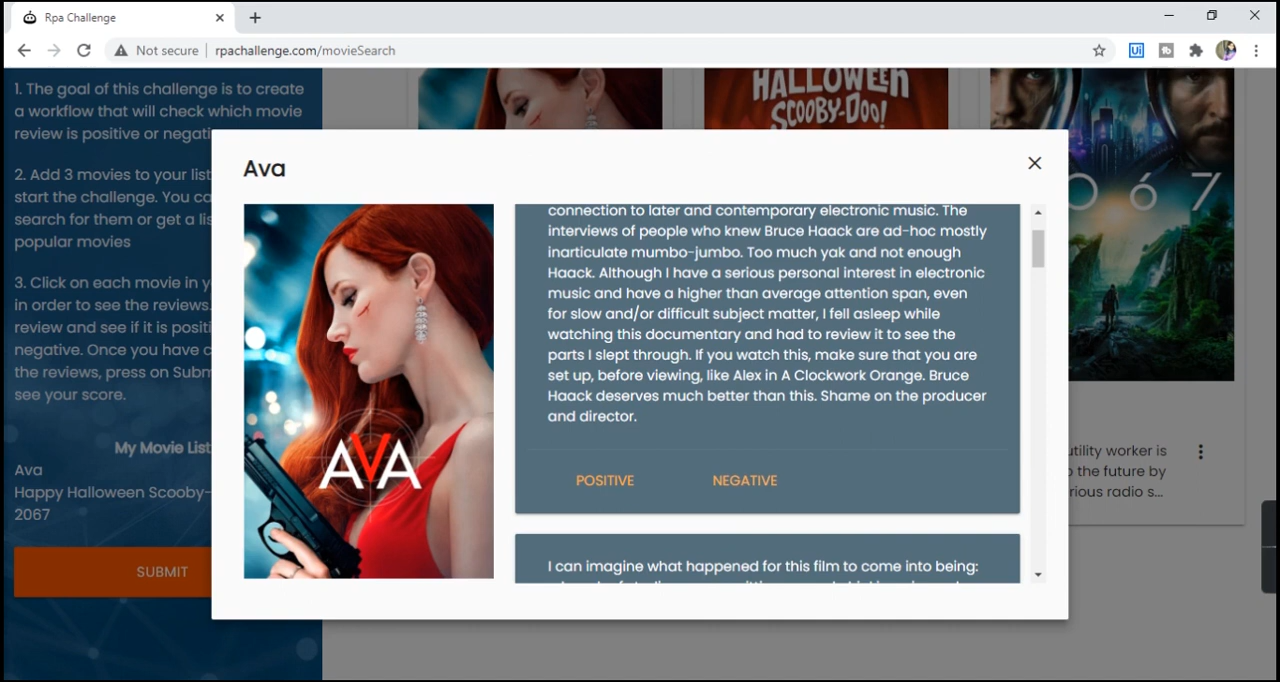 Rpa Challenge
Not secure
rpachallenge.com/movieSearch
1. The goal of this challenge is to create
a workflow that will check which movie
review is positive or negati
2. Add 3 movies to your list
start the challenge. You ca
search for them or get a lis
popular movies
3. Click on each movie in y
in order to see the reviews.
review and see if it is positi
negative. Once you have c
the reviews, press on Subm
see your score.
My Movie List
Ava
Happy Halloween Scooby-
2067
SUBMIT
HALLOWEEN
SCOOBY-DOO!
067
utility worker is
o the future by
rious radio s...
Ava
AVA
connection to later and contemporary electronic music. The
interviews of people who knew Bruce Haack are ad-hoc mostly
inarticulate mumbo-jumbo. Too much yak and not enough
Haack. Although I have a serious personal interest in electronic
music and have a higher than average attention span, even
for slow and/or difficult subject matter, I fell asleep while
watching this documentary and had to review it to see the
parts I slept through. If you watch this, make sure that you are
set up, before viewing, like Alex in A Clockwork Orange. Bruce
Haack deserves much better than this. Shame on the producer
and director.
POSITIVE NEGATIVE
I can imagine what happened for this film to come into being: